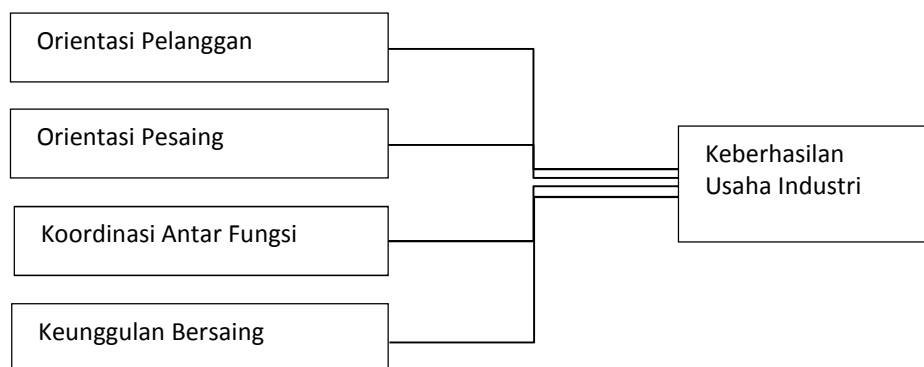 Orientasi Pelanggan
Orientasi Pesaing
Koordinasi Antar Fungsi
Keunggulan Bersaing
Keberhasilan
Usaha Industri